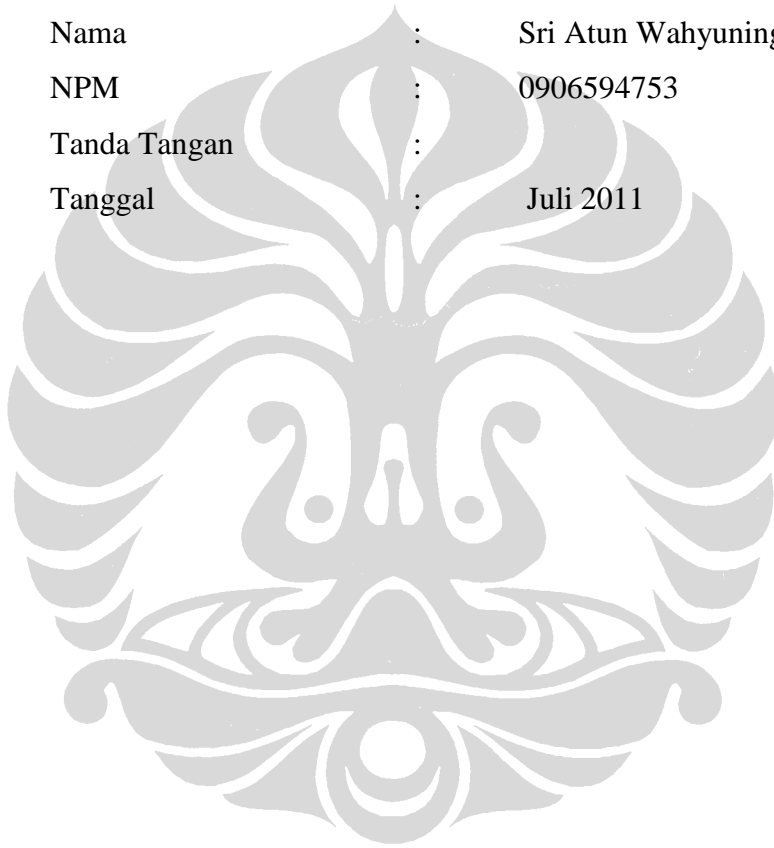 Nama : Sri Atun Wahyuning
NPM : 0906594753
Tanda Tangan :
Tanggal : Juli 2011